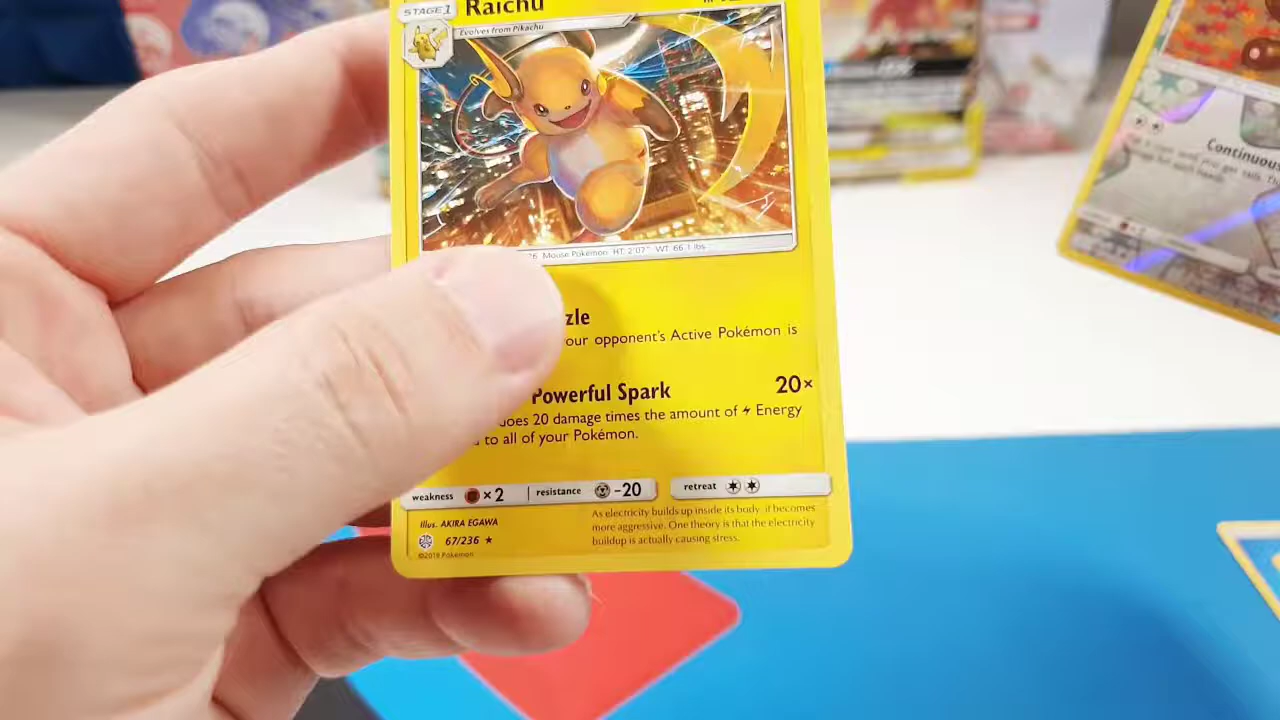 STAGE 1
Raichu
Evolves from Pikachu
Mouse Pokémon HT: 2'07" WT: 66.1 lbs
zle
our opponent's Active Pokémon is
Powerful Spark 20×
does 20 damage times the amount of Energy
to all of your Pokémon.
weakness ×2 resistance -20 retreat
Illus. AKIRA EGAWA
67/236 ★
©2019 Pokémon
As electricity builds up inside its body, it becomes
more aggressive. One theory is that the electricity
buildup is actually causing stress.
Continuous